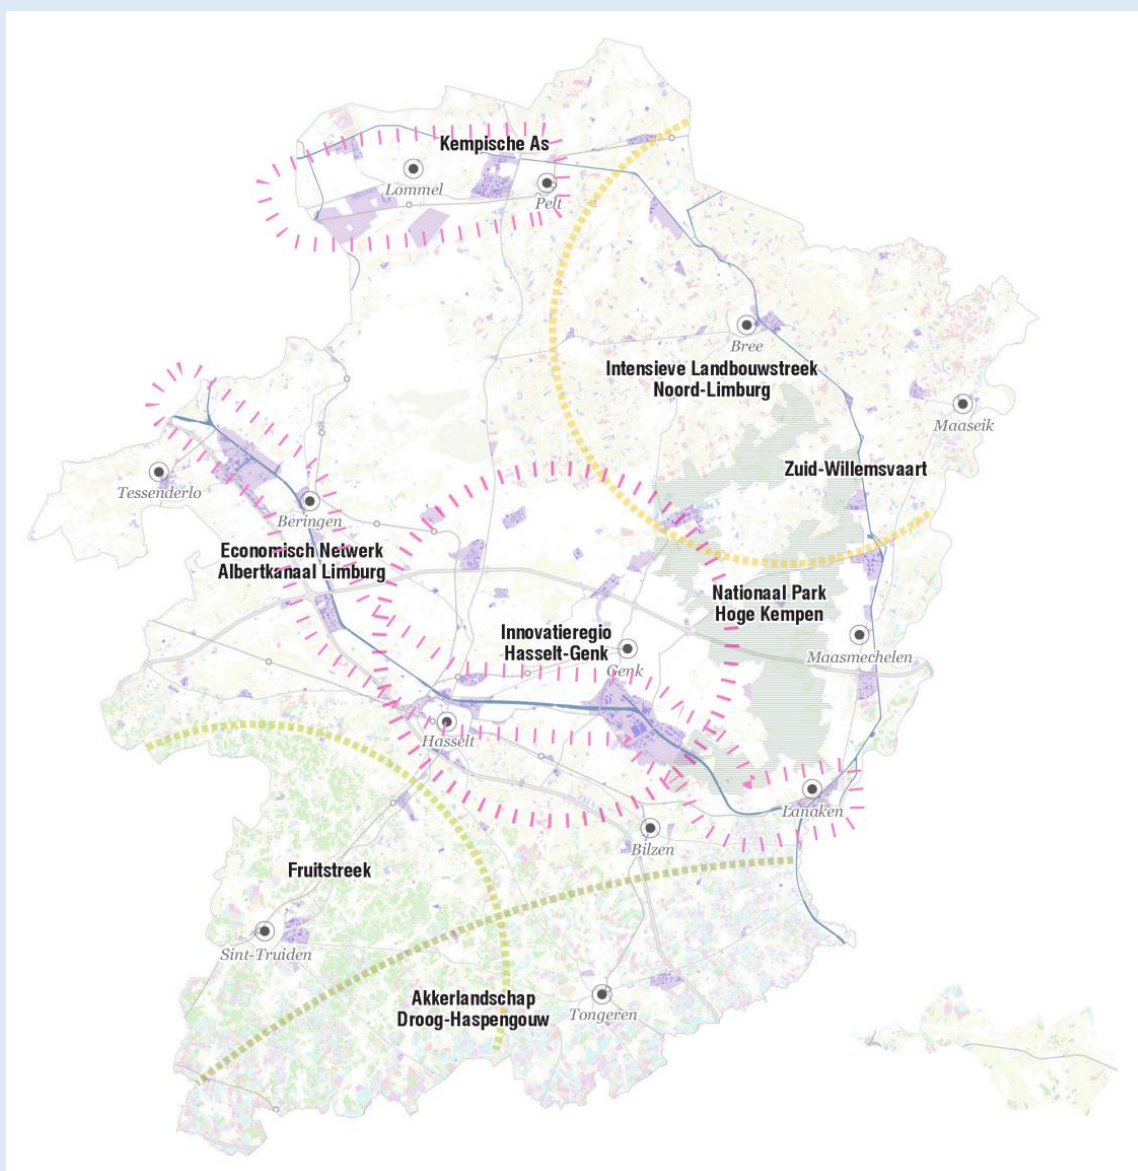 Kempische As
Lommel
Pelt
Bree
Intensieve Landbouwstreek
Noord-Limburg
Maaseik
Zuid-Willemsvaart
Tessenderlo
Beringen
Economisch Netwerk
Albertkanaal Limburg
Nationaal Park
Hoge Kempen
Innovatieregio
Hasselt-Genk
Maasmechelen
Genk
Hasselt
Lanaken
Bilzen
Fruitstreek
Sint-Truiden
Akkerlandschap
Droog-Haspengouw
Tongeren